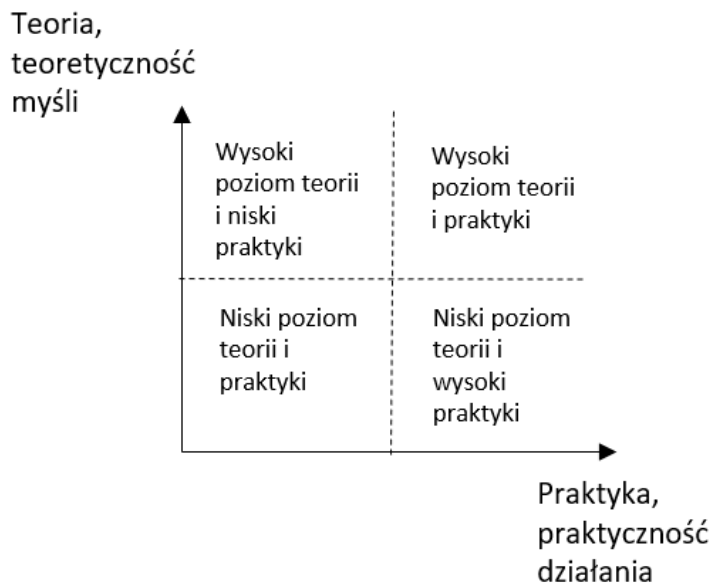 Teoria,
teoretyczność
myśli
Wysoki
poziom teorii
i niski
praktyki
Wysoki
poziom teorii
i praktyki
Niski poziom
teorii i
praktyki
Niski poziom
teorii i
wysoki
praktyki
Praktyka,
praktyczność
działania